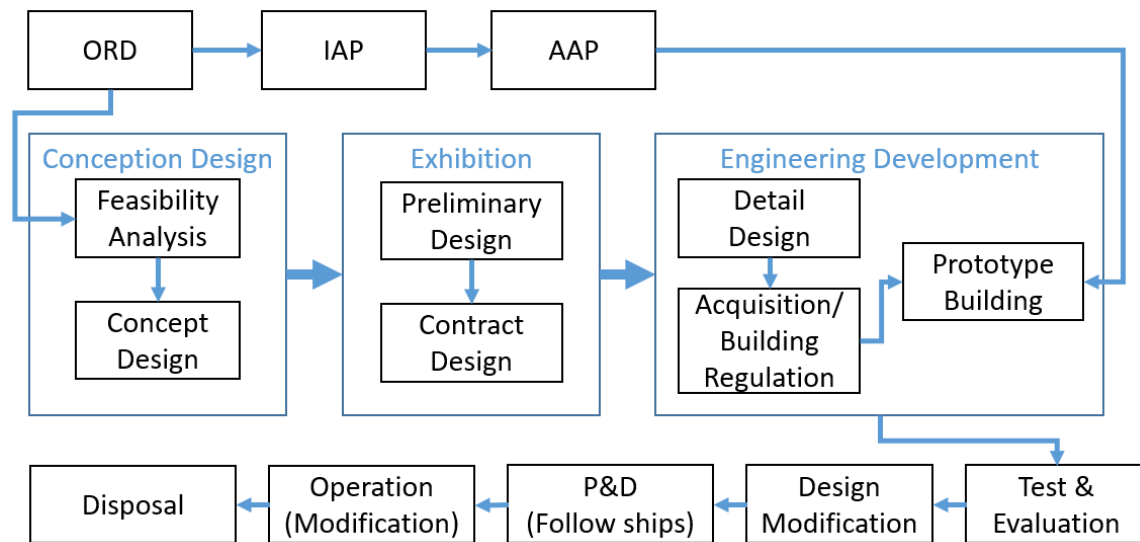 ORD
IAP
AAP
Conception Design
Feasibility
Analysis
Concept
Design
Exhibition
Preliminary
Design
Contract
Design
Engineering Development
Detail
Design
Acquisition/
Building
Regulation
Prototype
Building
Disposal
Operation
(Modification)
P&D
(Follow ships)
Design
Modification
Test &
Evaluation